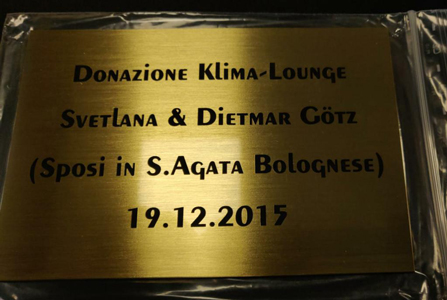 Donazione Klima-Lounge
Svetlana & Dietmar Götz
(Sposi in S.Agata Bolognese)
19.12.2015